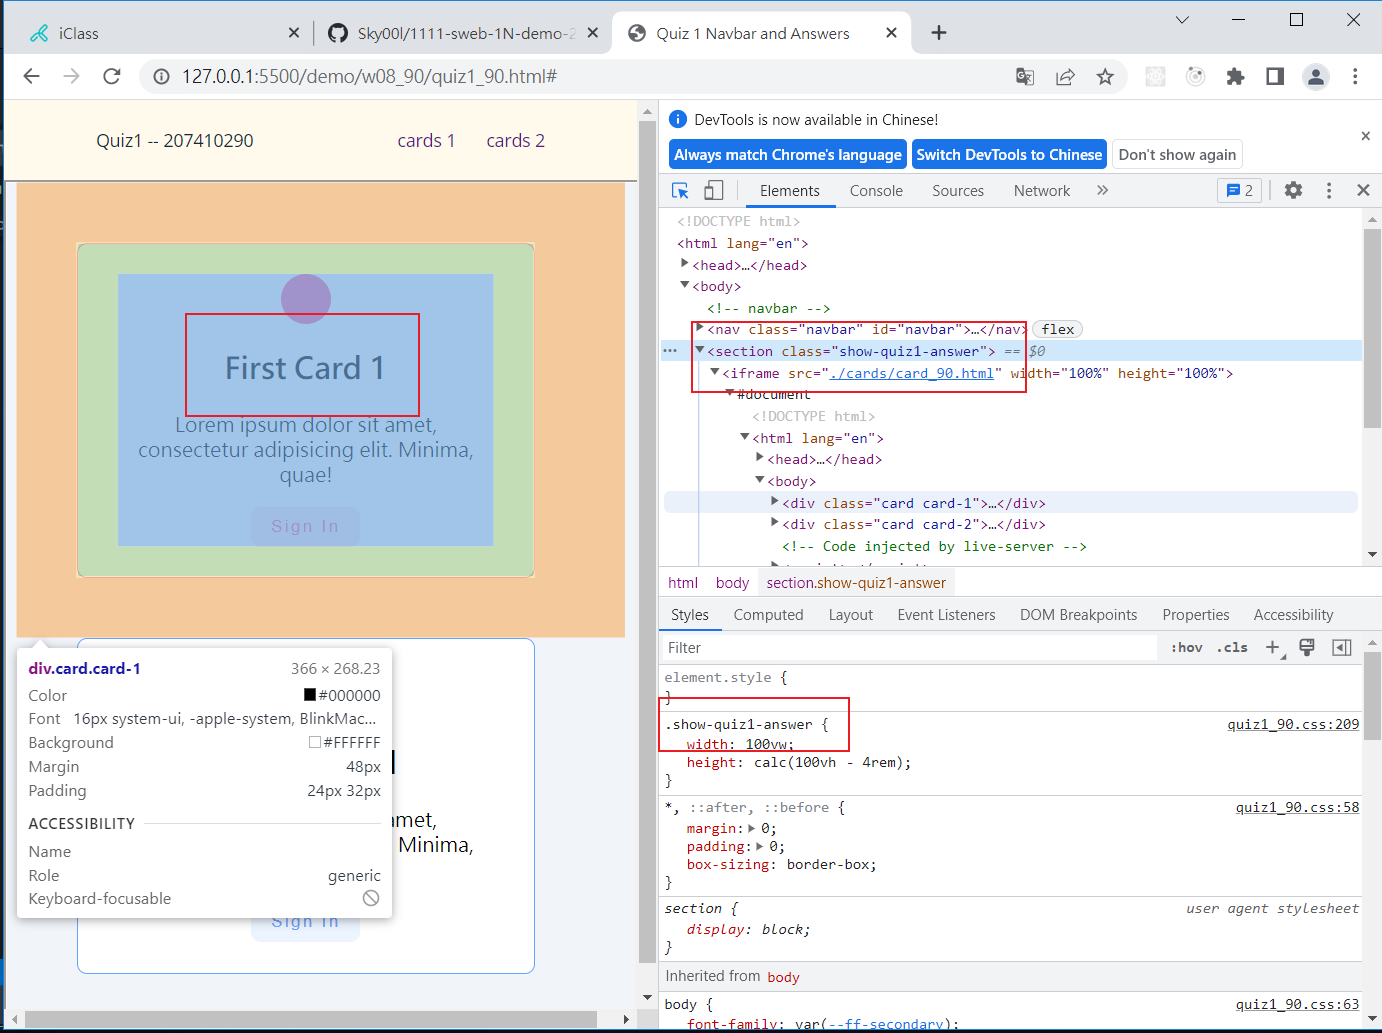 iClass
Sky00l/1111-sweb-1N-demo-2
Quiz 1 Navbar and Answers
127.0.0.1:5500/demo/w08_90/quiz1_90.html#
Quiz1 -- 207410290
cards 1
cards 2
First Card 1
Lorem ipsum dolor sit amet,
consectetur adipisicing elit. Minima,
quae!
Sign In
div.card.card-1 366 × 268.23
Color #000000
Font 16px system-ui, -apple-system, BlinkMac...
Background #FFFFFF
Margin 48px
Padding 24px 32px
ACCESSIBILITY
Name
Role generic
Keyboard-focusable
amet,
Minima,
Sign In
DevTools is now available in Chinese!
Always match Chrome's language
Switch DevTools to Chinese
Don't show again
Elements Console Sources Network » 2
<!DOCTYPE html>
<html lang="en">
<head>…</head>
<body>
<!-- navbar -->
<nav class="navbar" id="navbar">…</nav> flex
<section class="show-quiz1-answer"> == $0
<iframe src="./cards/card_90.html" width="100%" height="100%">
#document
<!DOCTYPE html>
<html lang="en">
<head>…</head>
<body>
<div class="card card-1">…</div>
<div class="card card-2">…</div>
<!-- Code injected by live-server -->
html body section.show-quiz1-answer
Styles Computed Layout Event Listeners DOM Breakpoints Properties Accessibility
Filter :hov .cls +
element.style {
}
.show-quiz1-answer { quiz1_90.css:209
width: 100vw;
height: calc(100vh - 4rem);
}
*, ::after, ::before { quiz1_90.css:58
margin: 0;
padding: 0;
box-sizing: border-box;
}
section { user agent stylesheet
display: block;
}
Inherited from body
body { quiz1_90.css:63
font-family: var(--ff-secondary);